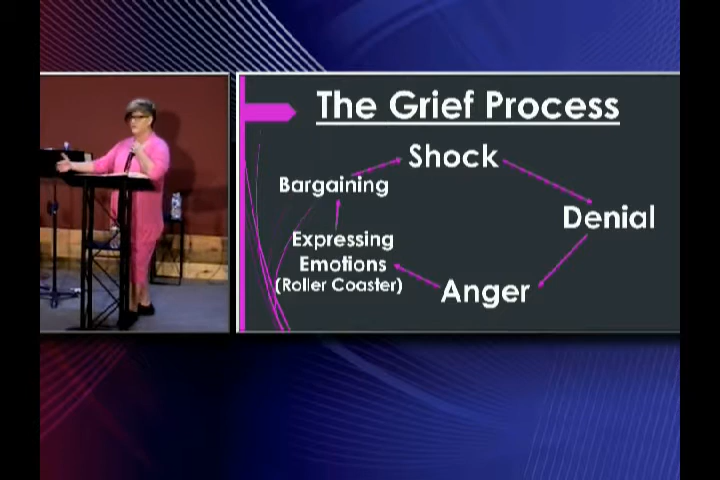 The Grief Process
Shock
Bargaining
Denial
Expressing
Emotions
(Roller Coaster)
Anger